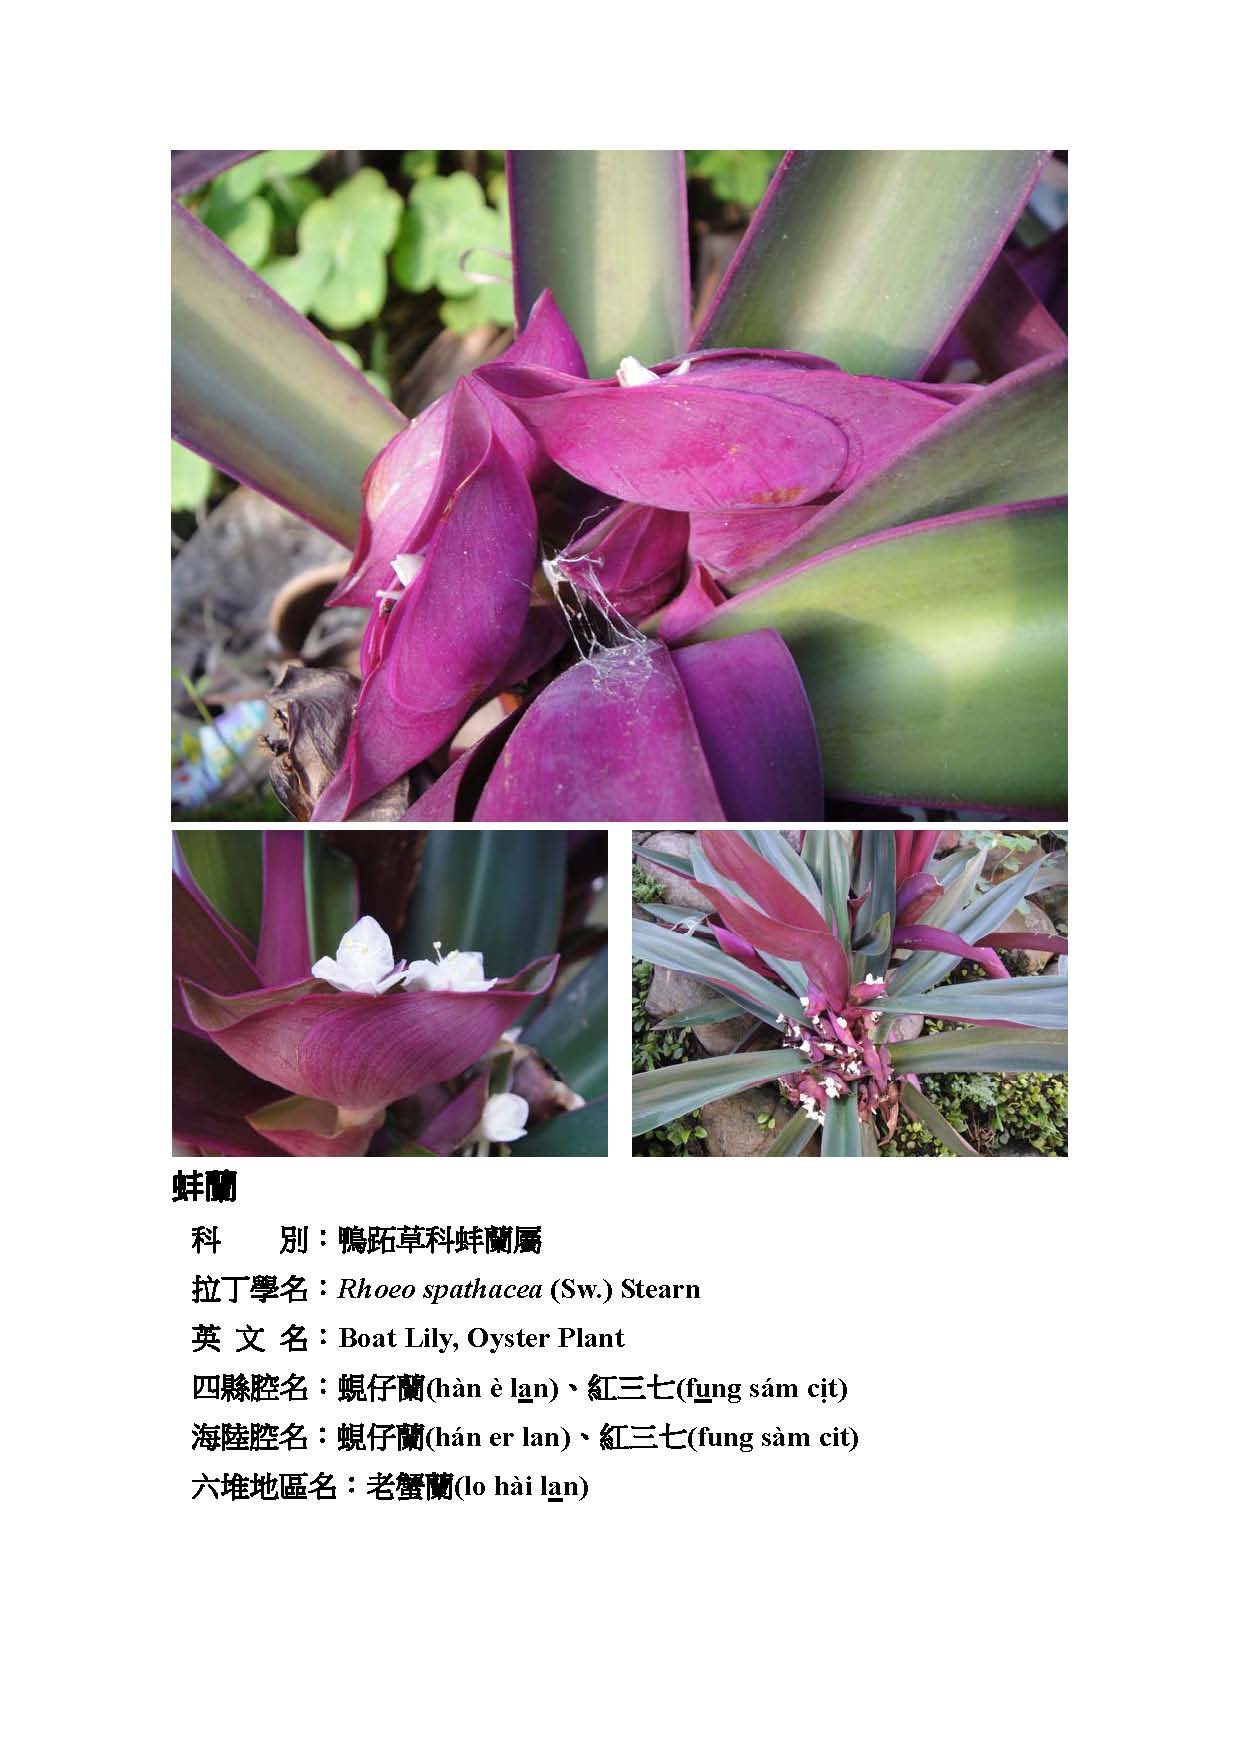 蚌蘭
科　　別：鴨跖草科蚌蘭屬
拉丁學名：Rhoeo spathacea (Sw.) Stearn
英 文 名：Boat Lily, Oyster Plant
四縣腔名：蜆仔蘭(hàn è lan)、紅三七(fung sám cịt)
海陸腔名：蜆仔蘭(hán er lan)、紅三七(fung sàm cit)
六堆地區名：老蟹蘭(lo hài lan)